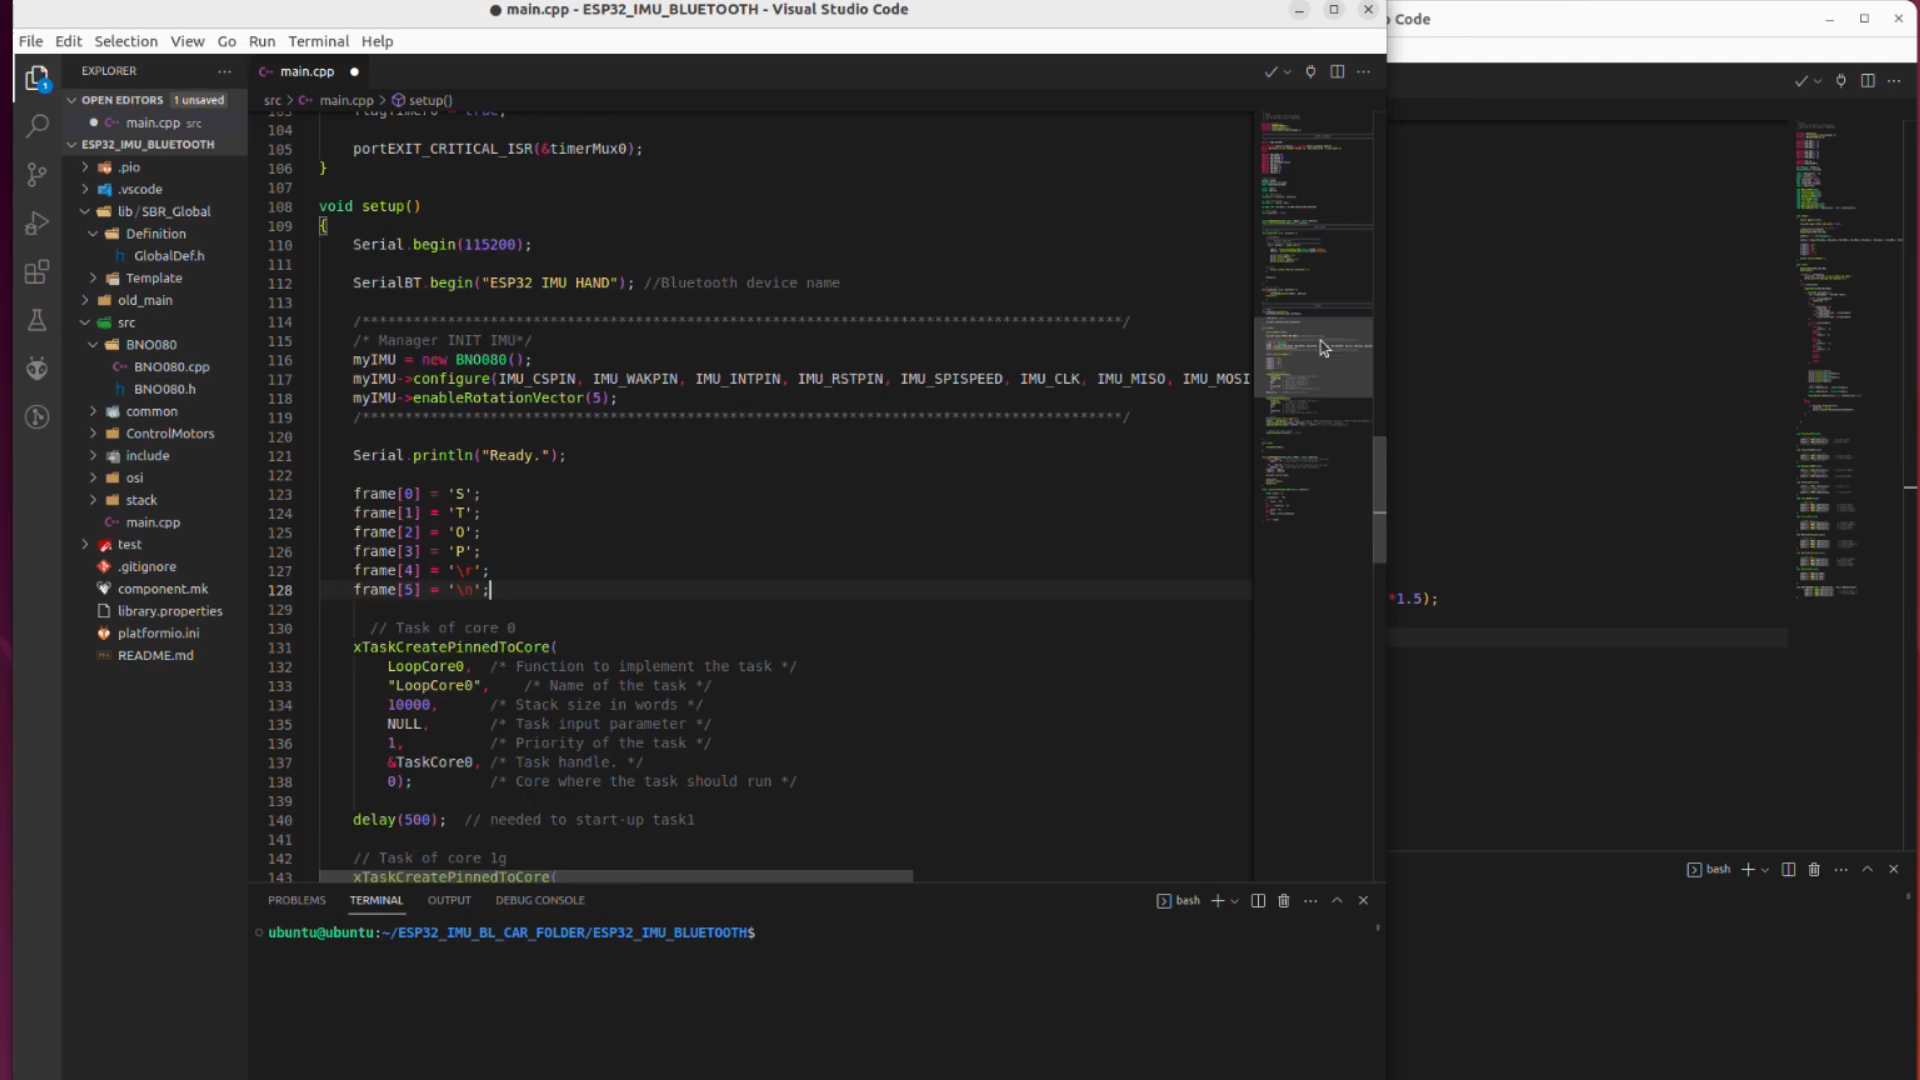 ● main.cpp - ESP32_IMU_BLUETOOTH - Visual Studio Code
Code
File Edit Selection View Go Run Terminal Help
EXPLORER
main.cpp
OPEN EDITORS 1 unsaved
src > main.cpp > setup()
main.cpp src
ESP32_IMU_BLUETOOTH
.pio
.vscode
lib/SBR_Global
Definition
GlobalDef.h
Template
old_main
src
BNO080
BNO080.cpp
BNO080.h
common
ControlMotors
include
osi
stack
main.cpp
test
.gitignore
component.mk
library.properties
platformio.ini
README.md
104
105 portEXIT_CRITICAL_ISR(&timerMux0);
106 }
107
108 void setup()
109 {
110 Serial.begin(115200);
111
112 SerialBT.begin("ESP32 IMU HAND"); //Bluetooth device name
113
114 /******************************************************************************************/
115 /* Manager INIT IMU*/
116 myIMU = new BNO080();
117 myIMU->configure(IMU_CSPIN, IMU_WAKPIN, IMU_INTPIN, IMU_RSTPIN, IMU_SPISPEED, IMU_CLK, IMU_MISO, IMU_MOSI
118 myIMU->enableRotationVector(5);
119 /******************************************************************************************/
120
121 Serial.println("Ready.");
122
123 frame[0] = 'S';
124 frame[1] = 'T';
125 frame[2] = 'O';
126 frame[3] = 'P';
127 frame[4] = '\r';
128 frame[5] = '\n';
129
130 // Task of core 0
131 xTaskCreatePinnedToCore(
132 LoopCore0, /* Function to implement the task */
133 "LoopCore0", /* Name of the task */
134 10000, /* Stack size in words */
135 NULL, /* Task input parameter */
136 1, /* Priority of the task */
137 &TaskCore0, /* Task handle. */
138 0); /* Core where the task should run */
139
140 delay(500); // needed to start-up task1
141
142 // Task of core 1g
143 xTaskCreatePinnedToCore(
*1.5);
PROBLEMS TERMINAL OUTPUT DEBUG CONSOLE
bash
bash
ubuntu@ubuntu:~/ESP32_IMU_BL_CAR_FOLDER/ESP32_IMU_BLUETOOTH$